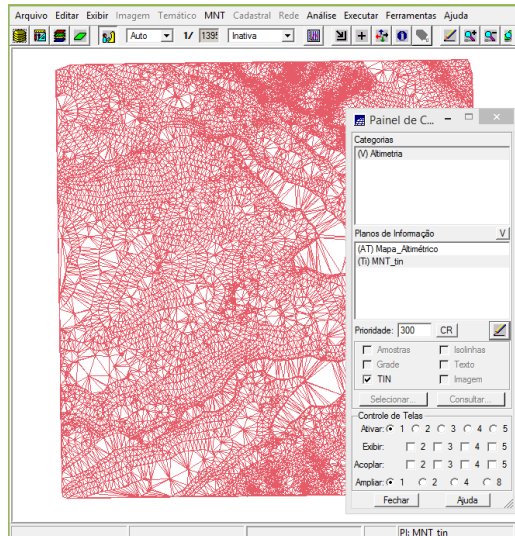 Arquivo Editar Exibir Imagem Temático MNT Cadastral Rede Análise Executar Ferramentas Ajuda
Auto 1/ 1395 Inativa
Painel de C...
Categorias
(V) Altimetria
Planos de Informação V
(AT) Mapa_Altimétrico
(Ti) MNT_tin
Prioridade: 300 CR
Amostras Isolinhas
Grade Texto
TIN Imagem
Selecionar... Consultar...
Controle de Telas
Ativar: 1 2 3 4 5
Exibir: 2 3 4 5
Acoplar: 2 3 4 5
Ampliar: 1 2 4 8
Fechar Ajuda
PI: MNT_tin